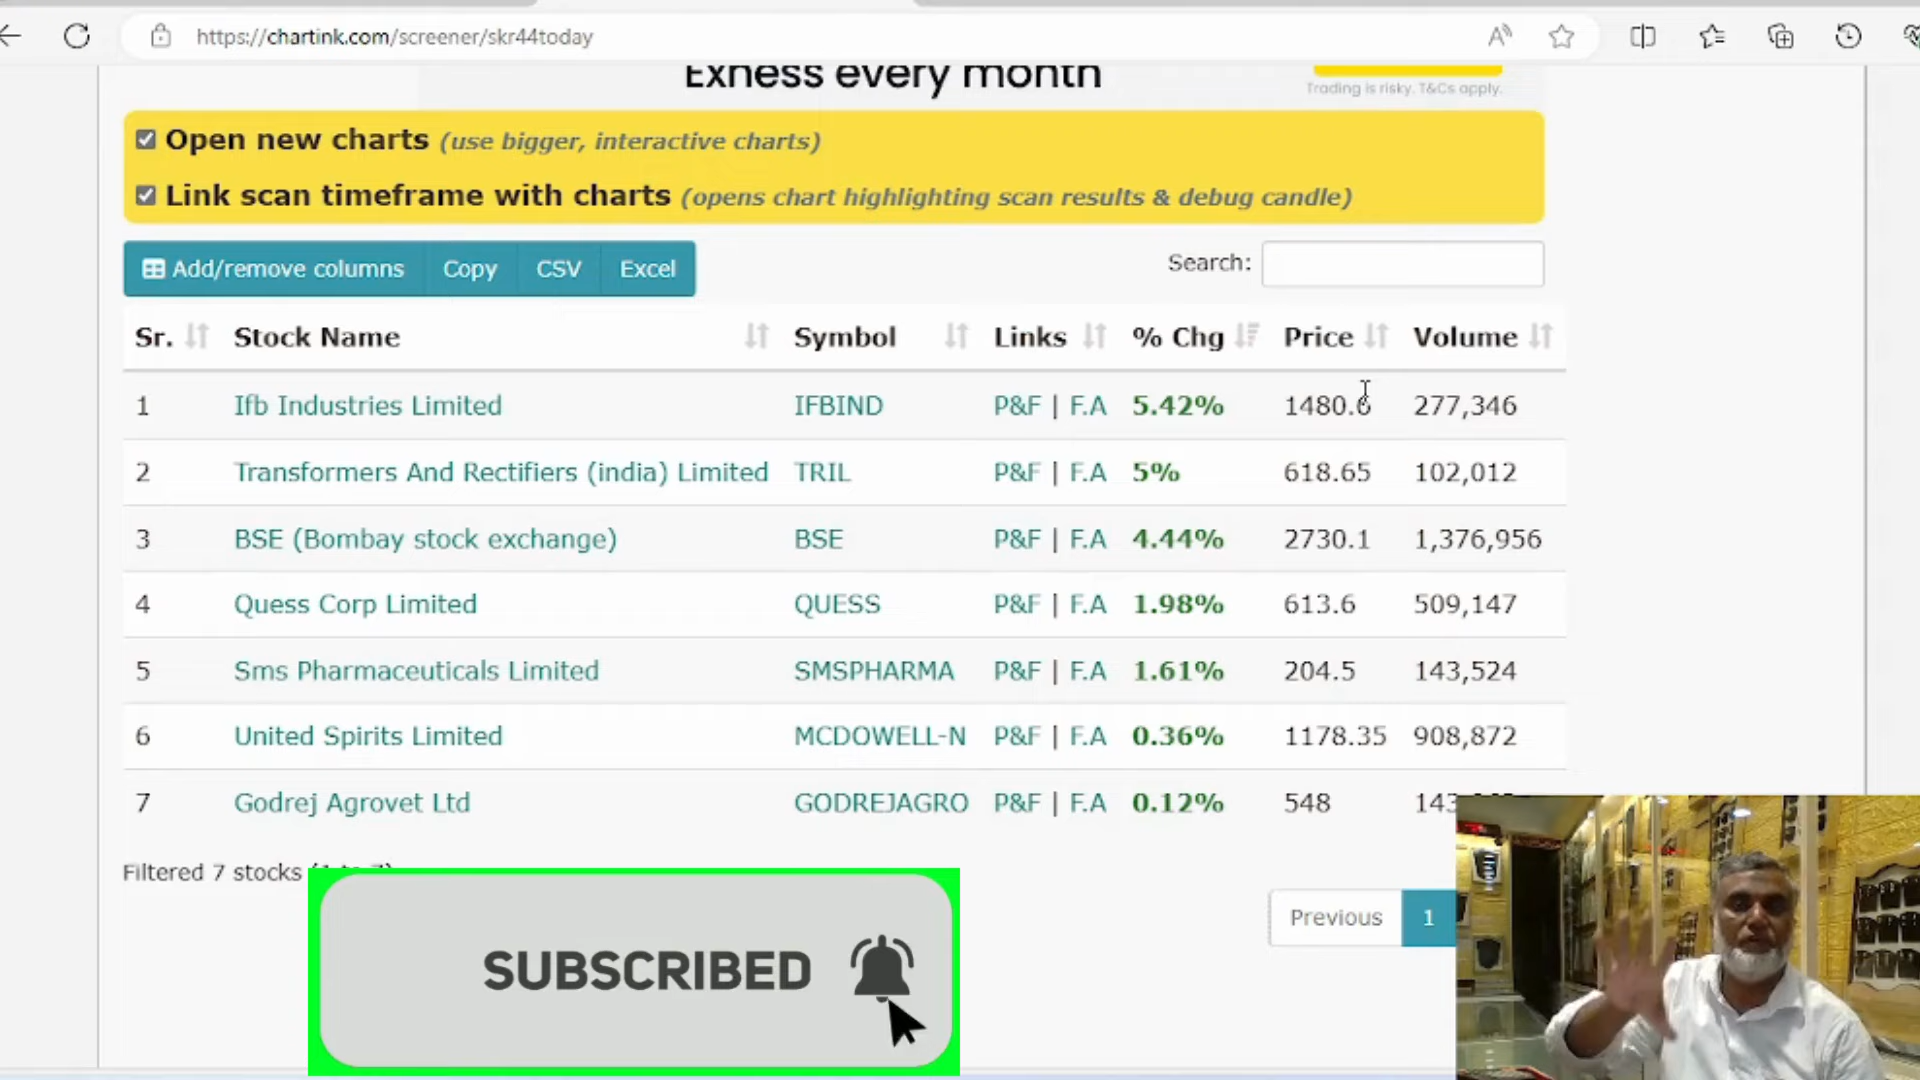 https://chartink.com/screener/skr44today
Exness every month
Trading is risky. T&Cs apply.
Open new charts (use bigger, interactive charts)
Link scan timeframe with charts (opens chart highlighting scan results & debug candle)
Add/remove columns Copy CSV Excel Search:
Sr. Stock Name Symbol Links % Chg Price Volume
1 Ifb Industries Limited IFBIND P&F | F.A 5.42% 1480.6 277,346
2 Transformers And Rectifiers (india) Limited TRIL P&F | F.A 5% 618.65 102,012
3 BSE (Bombay stock exchange) BSE P&F | F.A 4.44% 2730.1 1,376,956
4 Quess Corp Limited QUESS P&F | F.A 1.98% 613.6 509,147
5 Sms Pharmaceuticals Limited SMSPHARMA P&F | F.A 1.61% 204.5 143,524
6 United Spirits Limited MCDOWELL-N P&F | F.A 0.36% 1178.35 908,872
7 Godrej Agrovet Ltd GODREJAGRO P&F | F.A 0.12% 548
Filtered 7 stocks
Previous 1
SUBSCRIBED